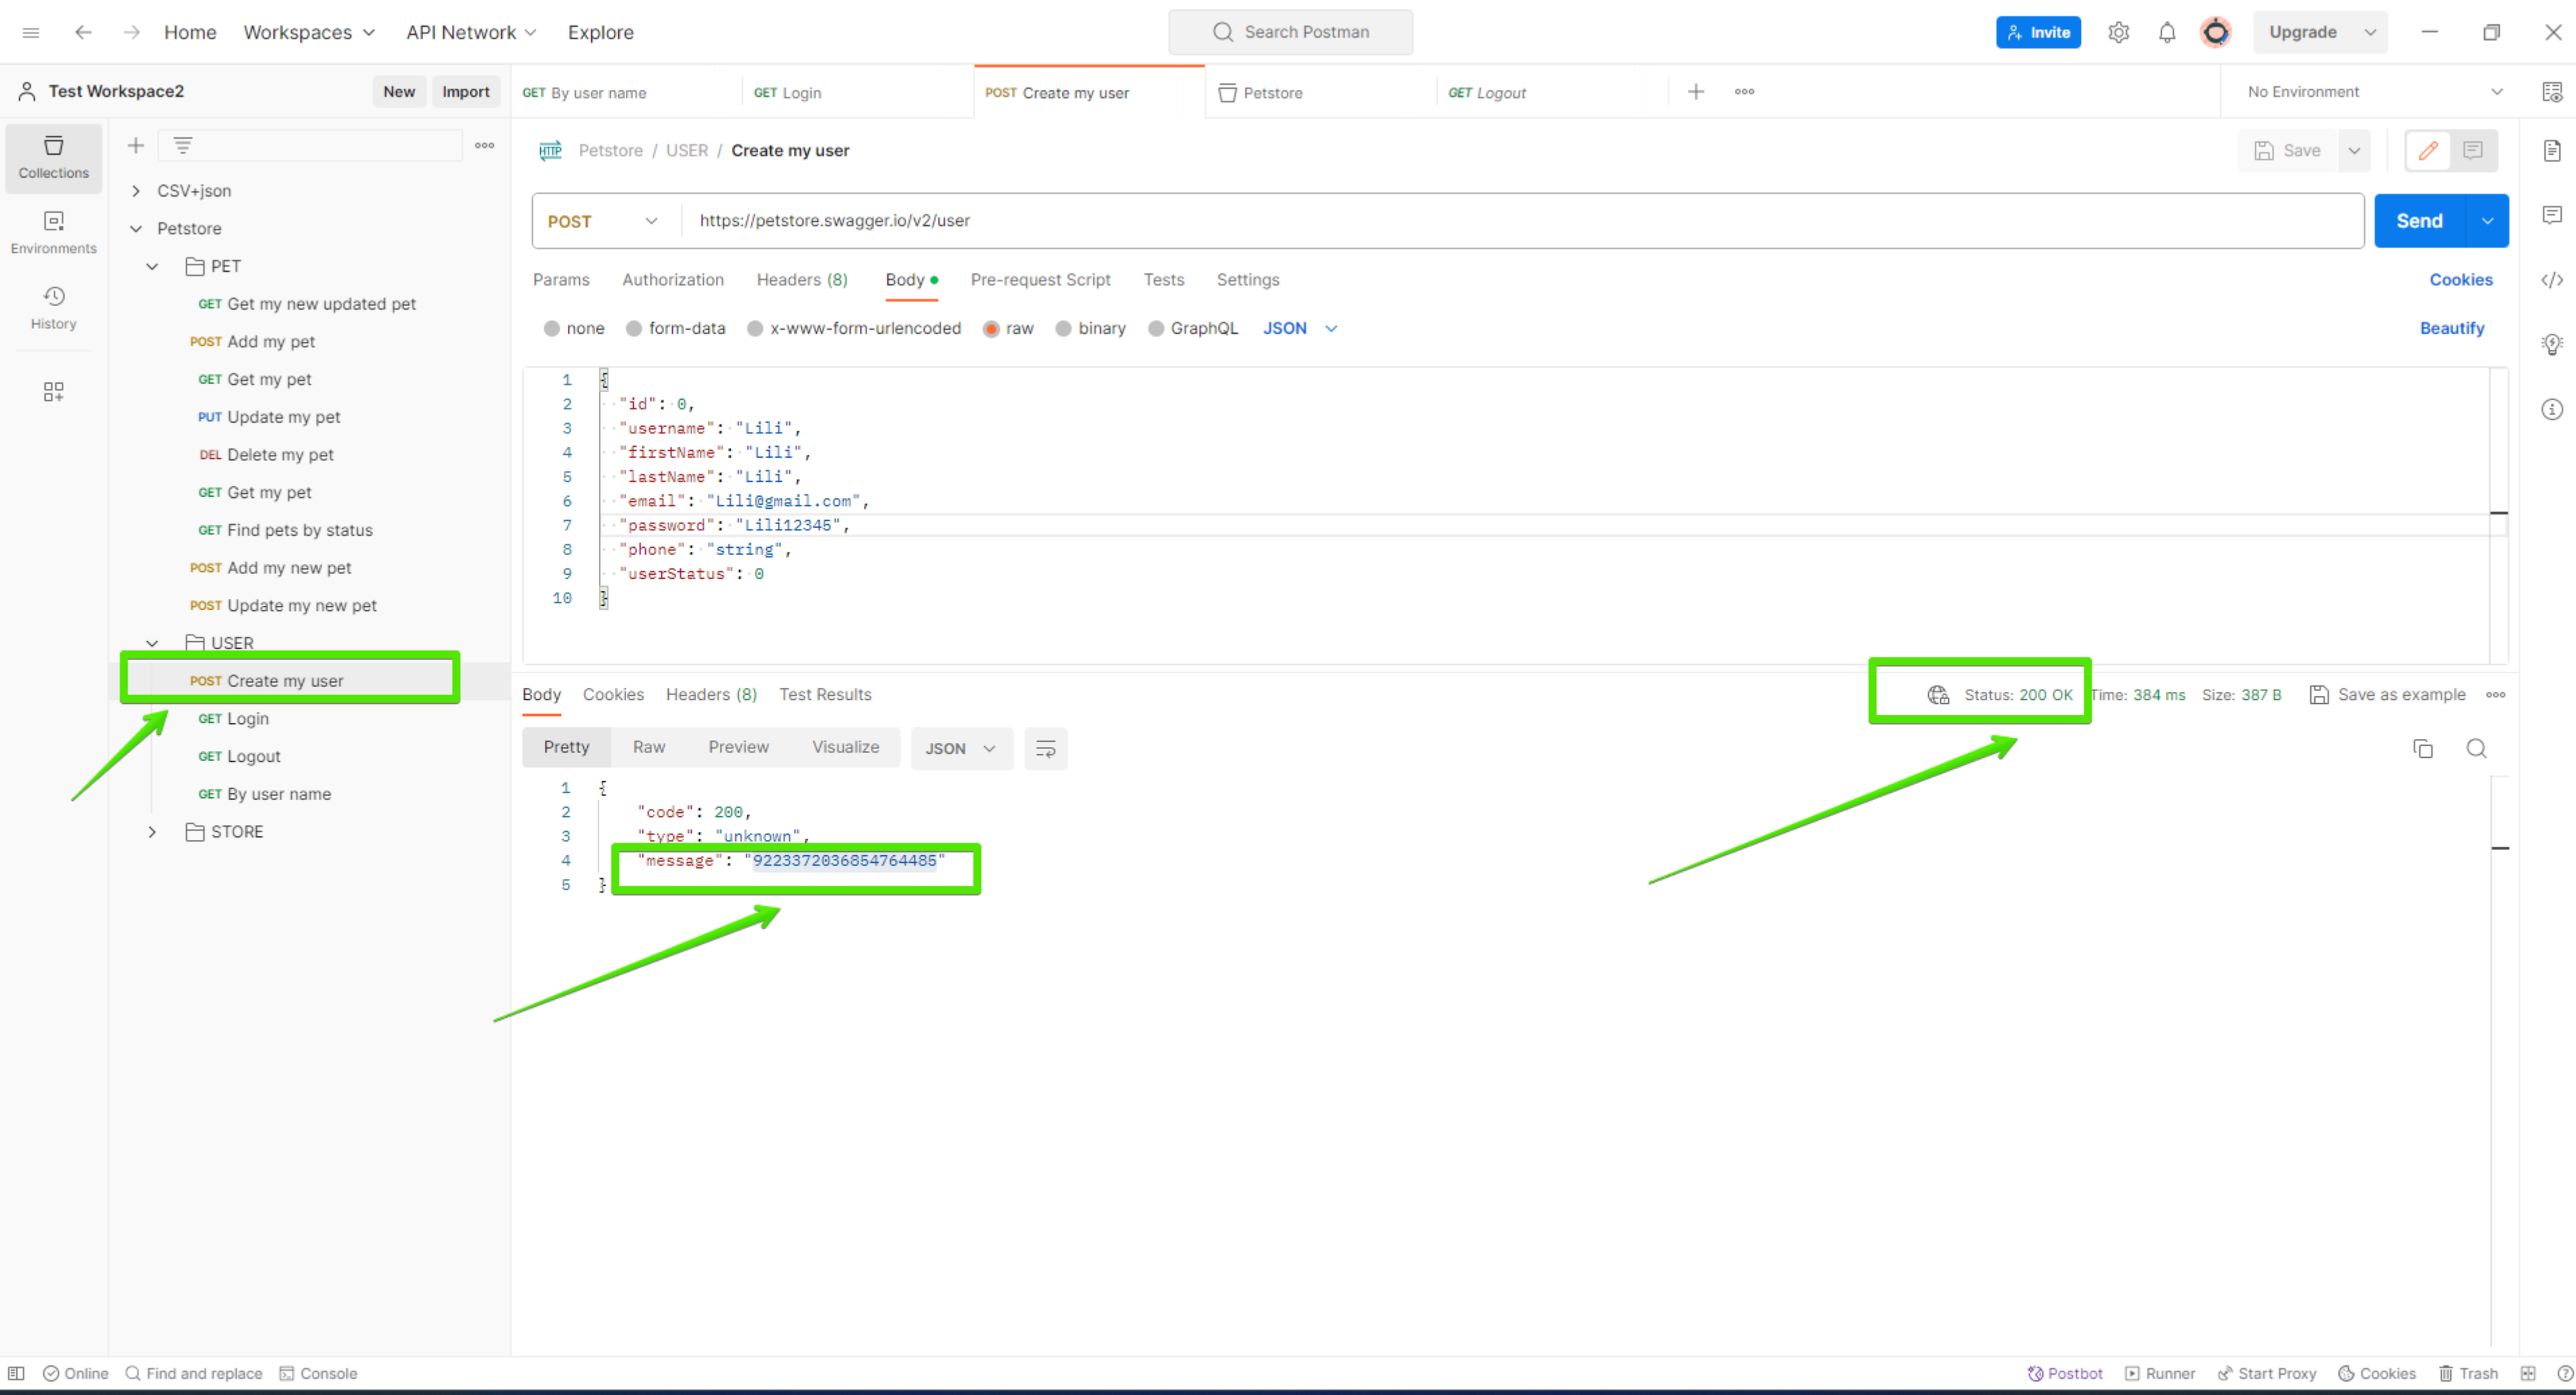 Home Workspaces API Network Explore Search Postman Invite Upgrade
Test Workspace2 New Import GET By user name GET Login POST Create my user Petstore GET Logout No Environment
Collections
Environments
History
CSV+json
Petstore
PET
GET Get my new updated pet
POST Add my pet
GET Get my pet
PUT Update my pet
DEL Delete my pet
GET Get my pet
GET Find pets by status
POST Add my new pet
POST Update my new pet
USER
POST Create my user
GET Login
GET Logout
GET By user name
STORE
HTTP Petstore / USER / Create my user Save
POST https://petstore.swagger.io/v2/user Send
Params Authorization Headers (8) Body Pre-request Script Tests Settings Cookies
none form-data x-www-form-urlencoded raw binary GraphQL JSON Beautify
1 {
2 "id": 0,
3 "username": "Lili",
4 "firstName": "Lili",
5 "lastName": "Lili",
6 "email": "Lili@gmail.com",
7 "password": "Lili12345",
8 "phone": "string",
9 "userStatus": 0
10 }
Body Cookies Headers (8) Test Results Status: 200 OK Time: 384 ms Size: 387 B Save as example
Pretty Raw Preview Visualize JSON
1 {
2 "code": 200,
3 "type": "unknown",
4 "message": "9223372036854764485"
5 }
Online Find and replace Console Postbot Runner Start Proxy Cookies Trash